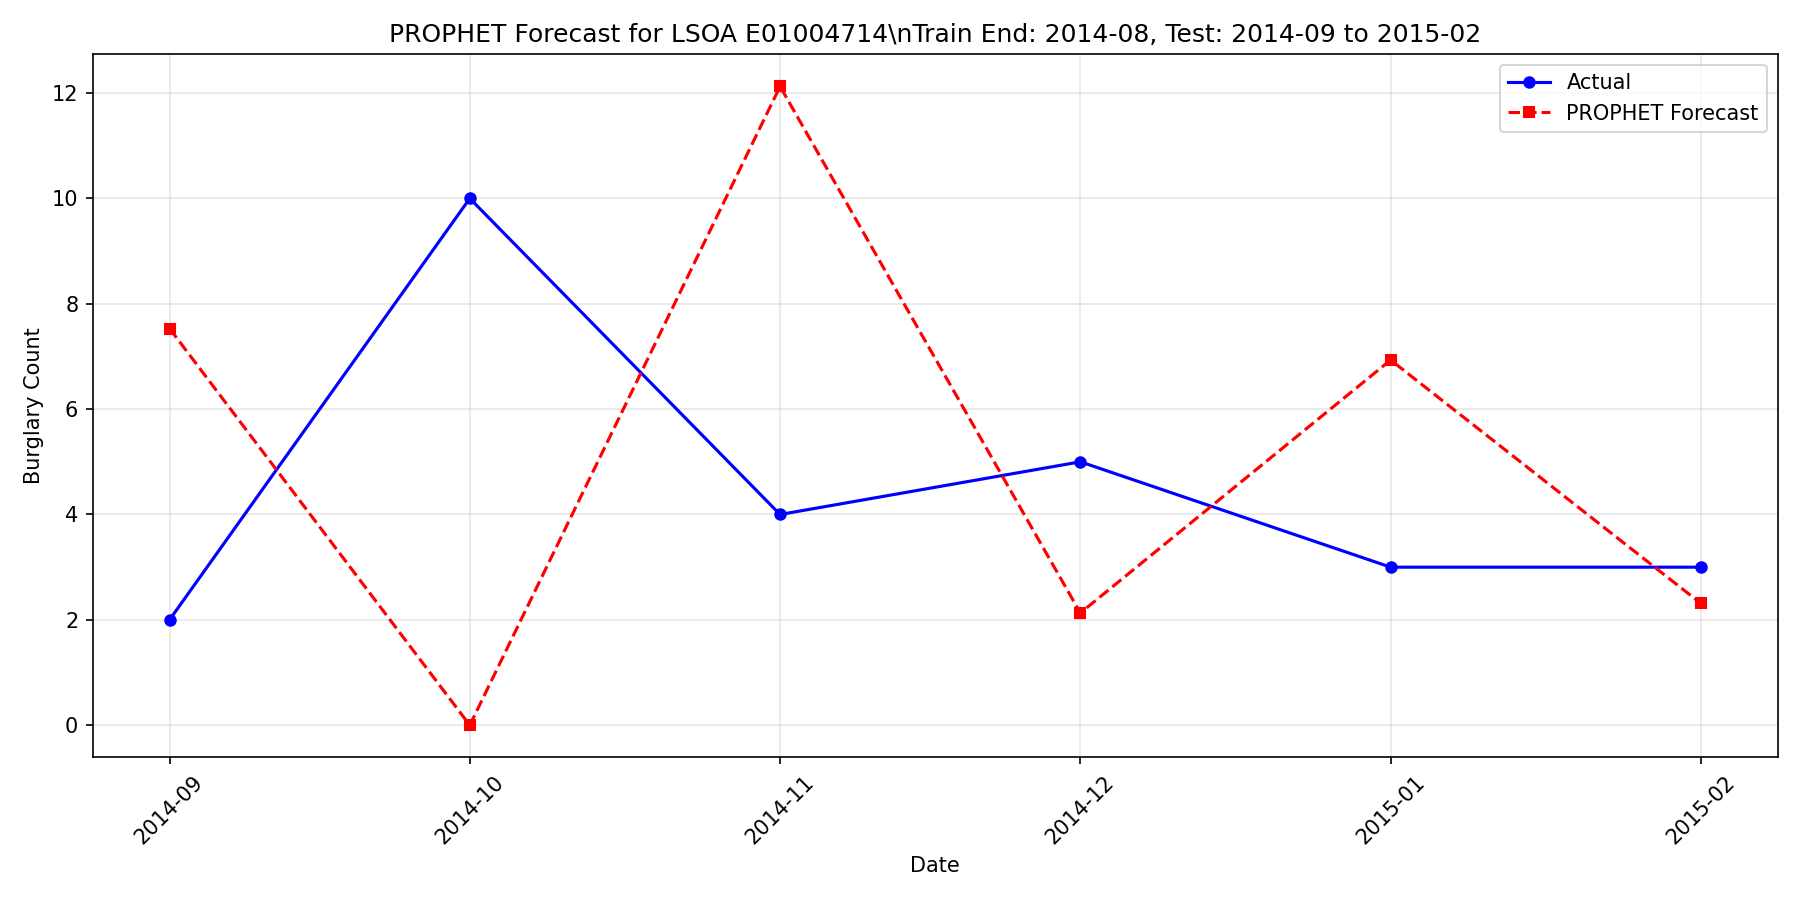 PROPHET Forecast for LSOA E01004714\nTrain End: 2014-08, Test: 2014-09 to 2015-02
Actual
PROPHET Forecast
12
10
8
6
4
2
0
Burglary Count
2014-09
2014-10
2014-11
2014-12
2015-01
2015-02
Date